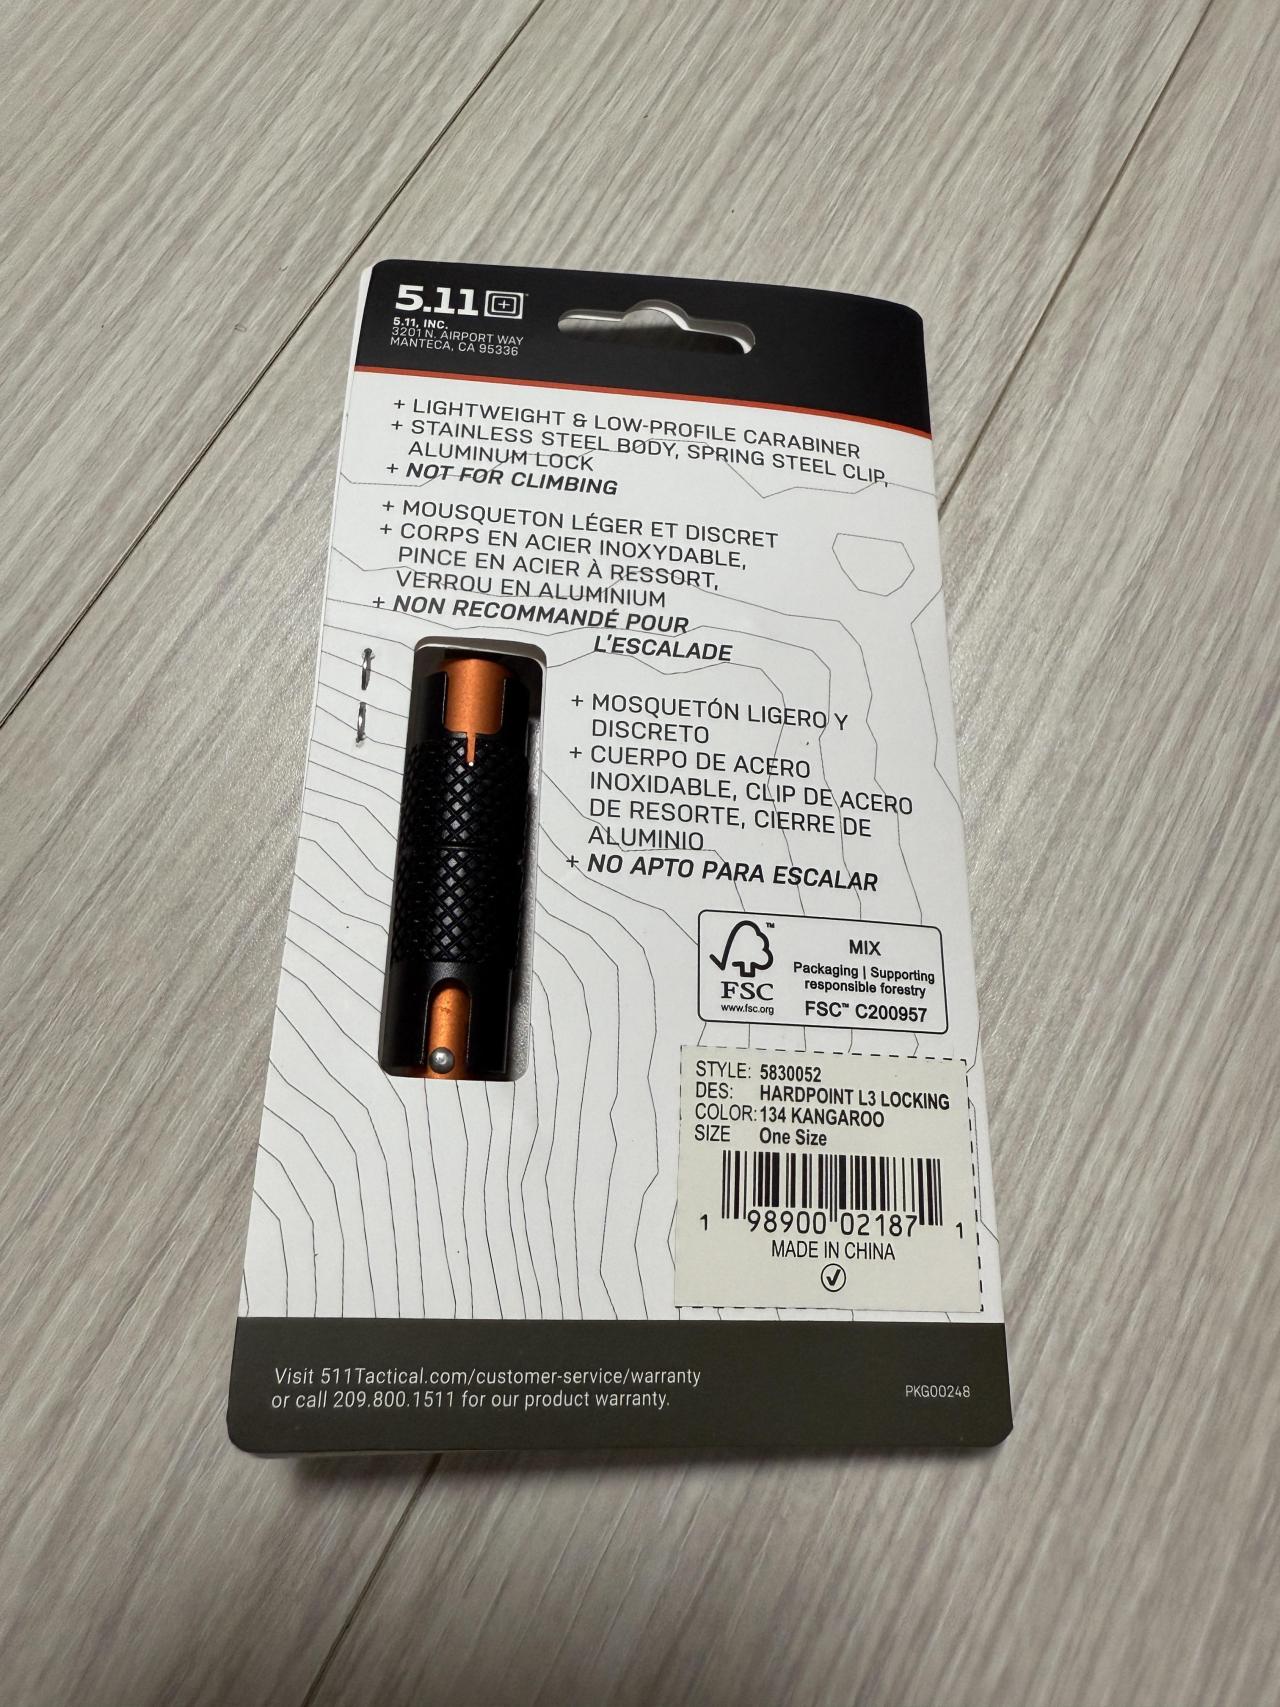 5.11
5.11, INC.
3201 N. AIRPORT WAY
MANTECA, CA 95336
+ LIGHTWEIGHT & LOW-PROFILE CARABINER
+ STAINLESS STEEL BODY, SPRING STEEL CLIP,
ALUMINUM LOCK
+ NOT FOR CLIMBING
+ MOUSQUETON LÉGER ET DISCRET
+ CORPS EN ACIER INOXYDABLE,
PINCE EN ACIER À RESSORT,
VERROU EN ALUMINIUM
+ NON RECOMMANDÉ POUR
L'ESCALADE
+ MOSQUETÓN LIGERO Y
DISCRETO
+ CUERPO DE ACERO
INOXIDABLE, CLIP DE ACERO
DE RESORTE, CIERRE DE
ALUMINIO
+ NO APTO PARA ESCALAR
FSC
www.fsc.org
MIX
Packaging | Supporting
responsible forestry
FSC™ C200957
STYLE: 5830052
DES: HARDPOINT L3 LOCKING
COLOR: 134 KANGAROO
SIZE One Size
1 98900 02187 1
MADE IN CHINA
Visit 511Tactical.com/customer-service/warranty
or call 209.800.1511 for our product warranty.
PKG00248